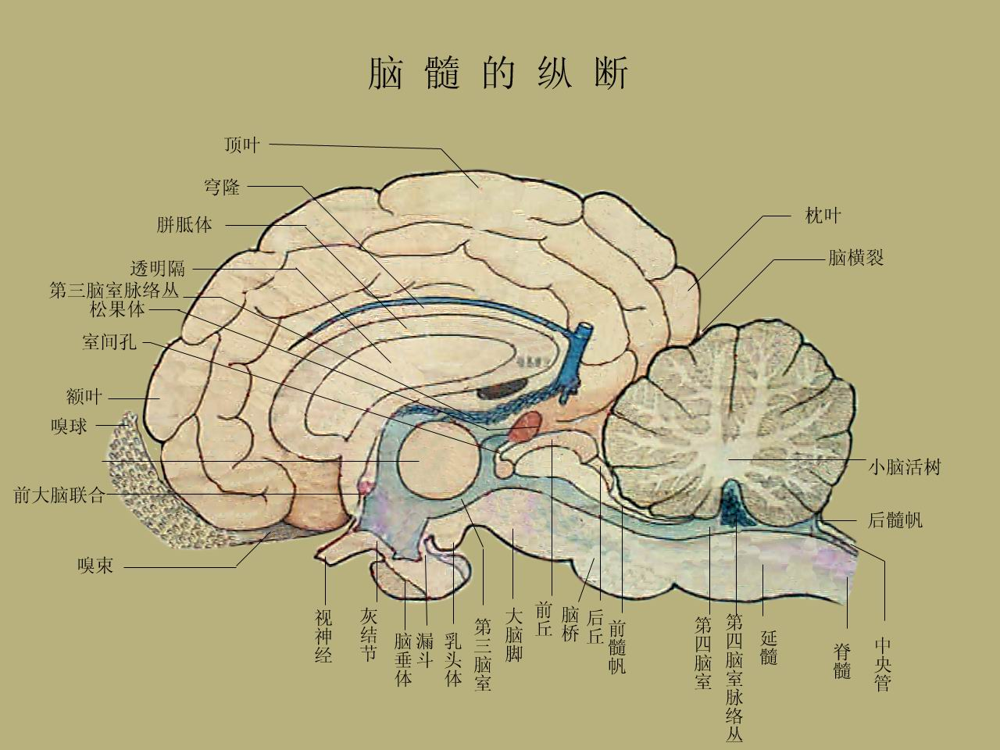 脑髓的纵断
顶叶
穹隆
胼胝体
透明隔
第三脑室脉络丛
松果体
室间孔
额叶
嗅球
前大脑联合
嗅束
枕叶
脑横裂
小脑活树
后髓帆
视神经
灰结节
脑垂体
漏斗
乳头体
第三脑室
大脑脚
前丘
脑桥
后丘
前髓帆
第四脑室
第四脑室脉络丛
延髓
脊髓
中央管